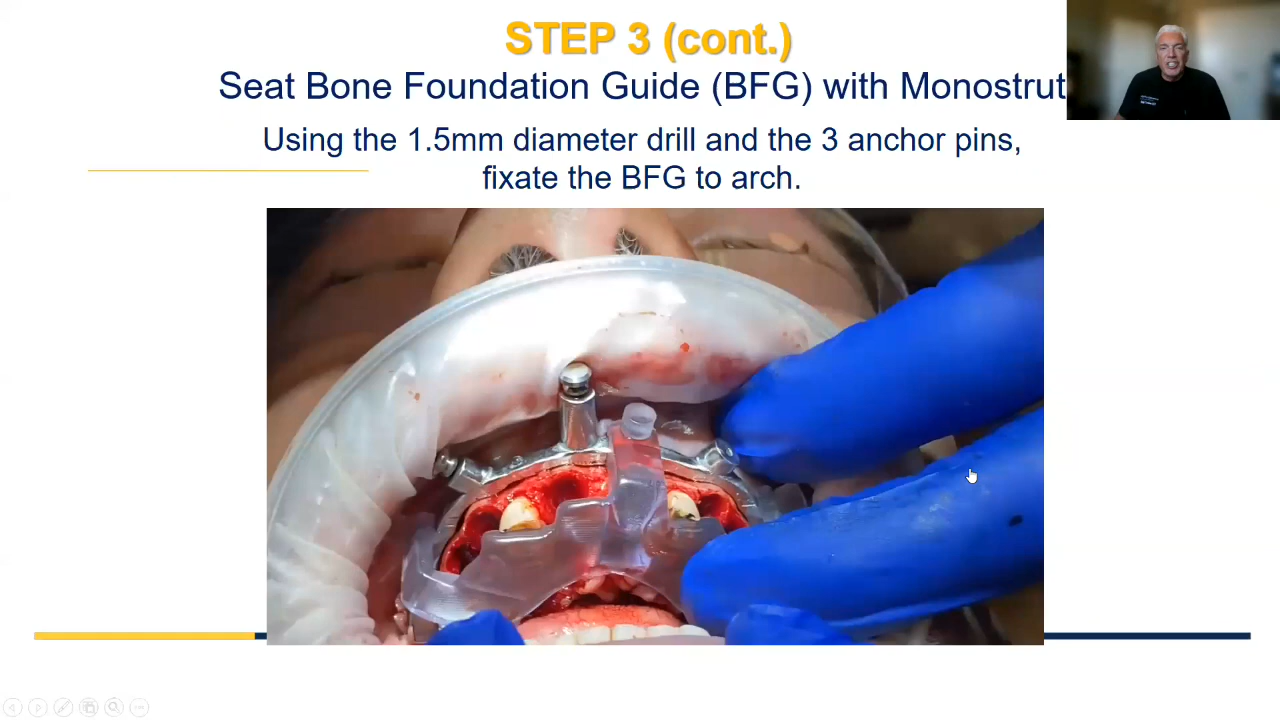 STEP 3 (cont.)
Seat Bone Foundation Guide (BFG) with Monostrut
Using the 1.5mm diameter drill and the 3 anchor pins,
fixate the BFG to arch.